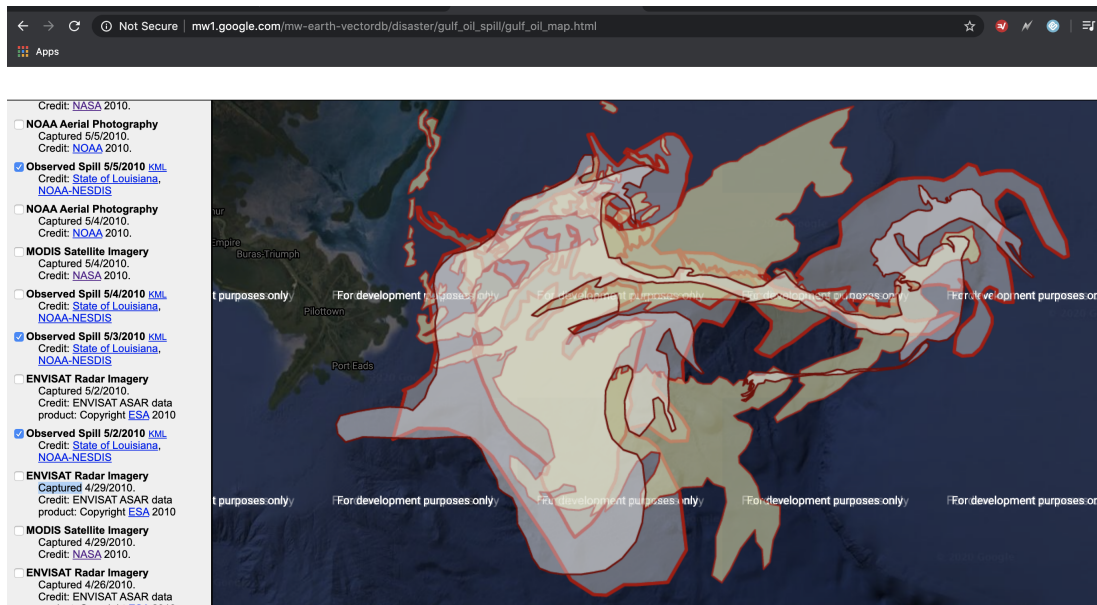 Not Secure | mw1.google.com/mw-earth-vectordb/disaster/gulf_oil_spill/gulf_oil_map.html
Apps
Credit: NASA 2010.
NOAA Aerial Photography
Captured 5/5/2010.
Credit: NOAA 2010.
Observed Spill 5/5/2010 KML
Credit: State of Louisiana,
NOAA-NESDIS
NOAA Aerial Photography
Captured 5/4/2010.
Credit: NOAA 2010.
MODIS Satellite Imagery
Captured 5/4/2010.
Credit: NASA 2010.
Observed Spill 5/4/2010 KML
Credit: State of Louisiana,
NOAA-NESDIS
Observed Spill 5/3/2010 KML
Credit: State of Louisiana,
NOAA-NESDIS
ENVISAT Radar Imagery
Captured 5/2/2010.
Credit: ENVISAT ASAR data
product: Copyright ESA 2010
Observed Spill 5/2/2010 KML
Credit: State of Louisiana,
NOAA-NESDIS
ENVISAT Radar Imagery
Captured 4/29/2010.
Credit: ENVISAT ASAR data
product: Copyright ESA 2010
MODIS Satellite Imagery
Captured 4/29/2010.
Credit: NASA 2010.
ENVISAT Radar Imagery
Captured 4/26/2010.
Credit: ENVISAT ASAR data
Empire
Buras-Triumph
t purposes only For development purposes only For development purposes only For development purposes only For development purposes or
Pilottown
Port Eads
t purposes only For development purposes only For development purposes only For development purposes only For development purposes or